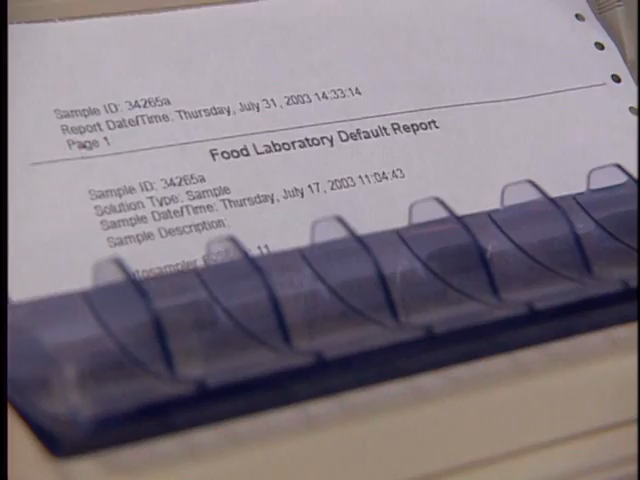 Sample ID: 34265a
Report Date/Time: Thursday, July 31, 2003 14:33:14
Page 1
Food Laboratory Default Report
Sample ID: 34265a
Solution Type: Sample
Sample Date/Time: Thursday, July 17, 2003 11:04:43
Sample Description:
11